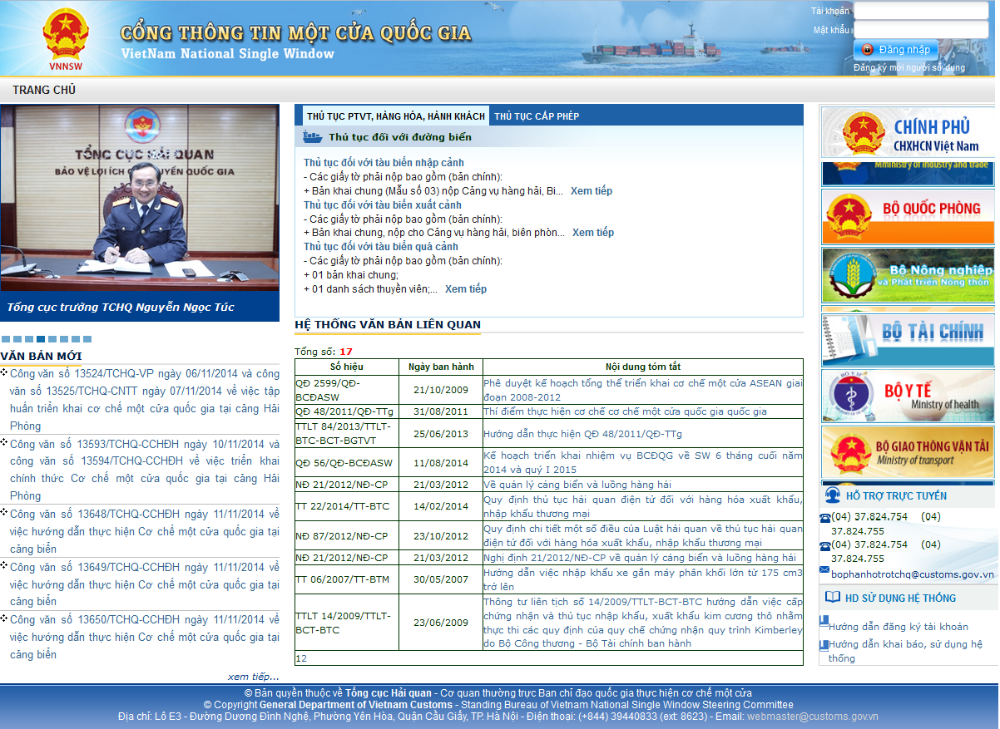 VNNSW
CỔNG THÔNG TIN MỘT CỬA QUỐC GIA
VietNam National Single Window
Tài khoản
Mật khẩu
Đăng nhập
Đăng ký mới người sử dụng
TRANG CHỦ
TỔNG CỤC HẢI QUAN
BẢO VỆ LỢI ÍCH
QUYỀN QUỐC GIA
Tổng cục trưởng TCHQ Nguyễn Ngọc Túc
VĂN BẢN MỚI
Công văn số 13524/TCHQ-VP ngày 06/11/2014 và công
văn số 13525/TCHQ-CNTT ngày 07/11/2014 về việc tập
huấn triển khai cơ chế một cửa quốc gia tại cảng Hải
Phòng
Công văn số 13593/TCHQ-CCHĐH ngày 10/11/2014 và
công văn số 13594/TCHQ-CCHĐH về việc triển khai
chính thức Cơ chế một cửa quốc gia tại cảng Hải
Phòng
Công văn số 13648/TCHQ-CCHĐH ngày 11/11/2014 về
việc hướng dẫn thực hiện Cơ chế một cửa quốc gia tại
cảng biển
Công văn số 13649/TCHQ-CCHĐH ngày 11/11/2014 về
việc hướng dẫn thực hiện Cơ chế một cửa quốc gia tại
cảng biển
Công văn số 13650/TCHQ-CCHĐH ngày 11/11/2014 về
việc hướng dẫn thực hiện Cơ chế một cửa quốc gia tại
cảng biển
xem tiếp...
THỦ TỤC PTVT, HÀNG HÓA, HÀNH KHÁCH THỦ TỤC CẤP PHÉP
Thủ tục đối với đường biển
Thủ tục đối với tàu biển nhập cảnh
- Các giấy tờ phải nộp bao gồm (bản chính):
+ Bản khai chung (Mẫu số 03) nộp Cảng vụ hàng hải, Bi... Xem tiếp
Thủ tục đối với tàu biển xuất cảnh
- Các giấy tờ phải nộp bao gồm (bản chính):
+ Bản khai chung, nộp cho Cảng vụ hàng hải, biên phòn... Xem tiếp
Thủ tục đối với tàu biển quá cảnh
- Các giấy tờ phải nộp bao gồm (bản chính):
+ 01 bản khai chung;
+ 01 danh sách thuyền viên;... Xem tiếp
HỆ THỐNG VĂN BẢN LIÊN QUAN
Tổng số: 17
Số hiệu Ngày ban hành Nội dung tóm tắt
QĐ 2599/QĐ-
BCĐASW
21/10/2009
Phê duyệt kế hoạch tổng thể triển khai cơ chế một cửa ASEAN giai
đoạn 2008-2012
QĐ 48/2011/QĐ-TTg 31/08/2011 Thí điểm thực hiện cơ chế cơ chế một cửa quốc gia quốc gia
TTLT 84/2013/TTLT-
BTC-BCT-BGTVT
25/06/2013 Hướng dẫn thực hiện QĐ 48/2011/QĐ-TTg
QĐ 56/QĐ-BCĐASW 11/08/2014
Kế hoạch triển khai nhiệm vụ BCĐQG về SW 6 tháng cuối năm
2014 và quý I 2015
NĐ 21/2012/NĐ-CP 21/03/2012 Về quản lý cảng biển và luồng hàng hải
TT 22/2014/TT-BTC 14/02/2014
Quy định thủ tục hải quan điện tử đối với hàng hóa xuất khẩu,
nhập khẩu thương mại
NĐ 87/2012/NĐ-CP 23/10/2012
Quy định chi tiết một số điều của Luật hải quan về thủ tục hải quan
điện tử đối với hàng hóa xuất khẩu, nhập khẩu thương mại
NĐ 21/2012/NĐ-CP 21/03/2012 Nghị định 21/2012/NĐ-CP về quản lý cảng biển và luồng hàng hải
TT 06/2007/TT-BTM 30/05/2007
Hướng dẫn việc nhập khẩu xe gắn máy phân khối lớn từ 175 cm3
trở lên
TTLT 14/2009/TTLT-
BCT-BTC
23/06/2009
Thông tư liên tịch số 14/2009/TTLT-BCT-BTC hướng dẫn việc cấp
chứng nhận và thủ tục nhập khẩu, xuất khẩu kim cương thô nhằm
thực thi các quy định của quy chế chứng nhận quy trình Kimberley
do Bộ Công thương - Bộ Tài chính ban hành
12
CHÍNH PHỦ
CHXHCN Việt Nam
Mministry of industry and trade
BỘ QUỐC PHÒNG
Bộ Nông nghiệp
và Phát triển Nông thôn
BỘ TÀI CHÍNH
BỘ Y TẾ
Ministry of health
BỘ GIAO THÔNG VẬN TẢI
Ministry of transport
HỖ TRỢ TRỰC TUYẾN
(04) 37.824.754 (04)
37.824.755
(04) 37.824.754 (04)
37.824.755
bophanhotrotchq@customs.gov.vn
HD SỬ DỤNG HỆ THỐNG
Hướng dẫn đăng ký tài khoản
Hướng dẫn khai báo, sử dụng hệ
thống
© Bản quyền thuộc về Tổng cục Hải quan - Cơ quan thường trực Ban chỉ đạo quốc gia thực hiện cơ chế một cửa
© Copyright General Department of Vietnam Customs - Standing Bureau of Vietnam National Single Window Steering Committee
Địa chỉ: Lô E3 - Đường Dương Đình Nghệ, Phường Yên Hòa, Quận Cầu Giấy, TP. Hà Nội - Điện thoại: (+844) 39440833 (ext: 8623) - Email: webmaster@customs.gov.vn